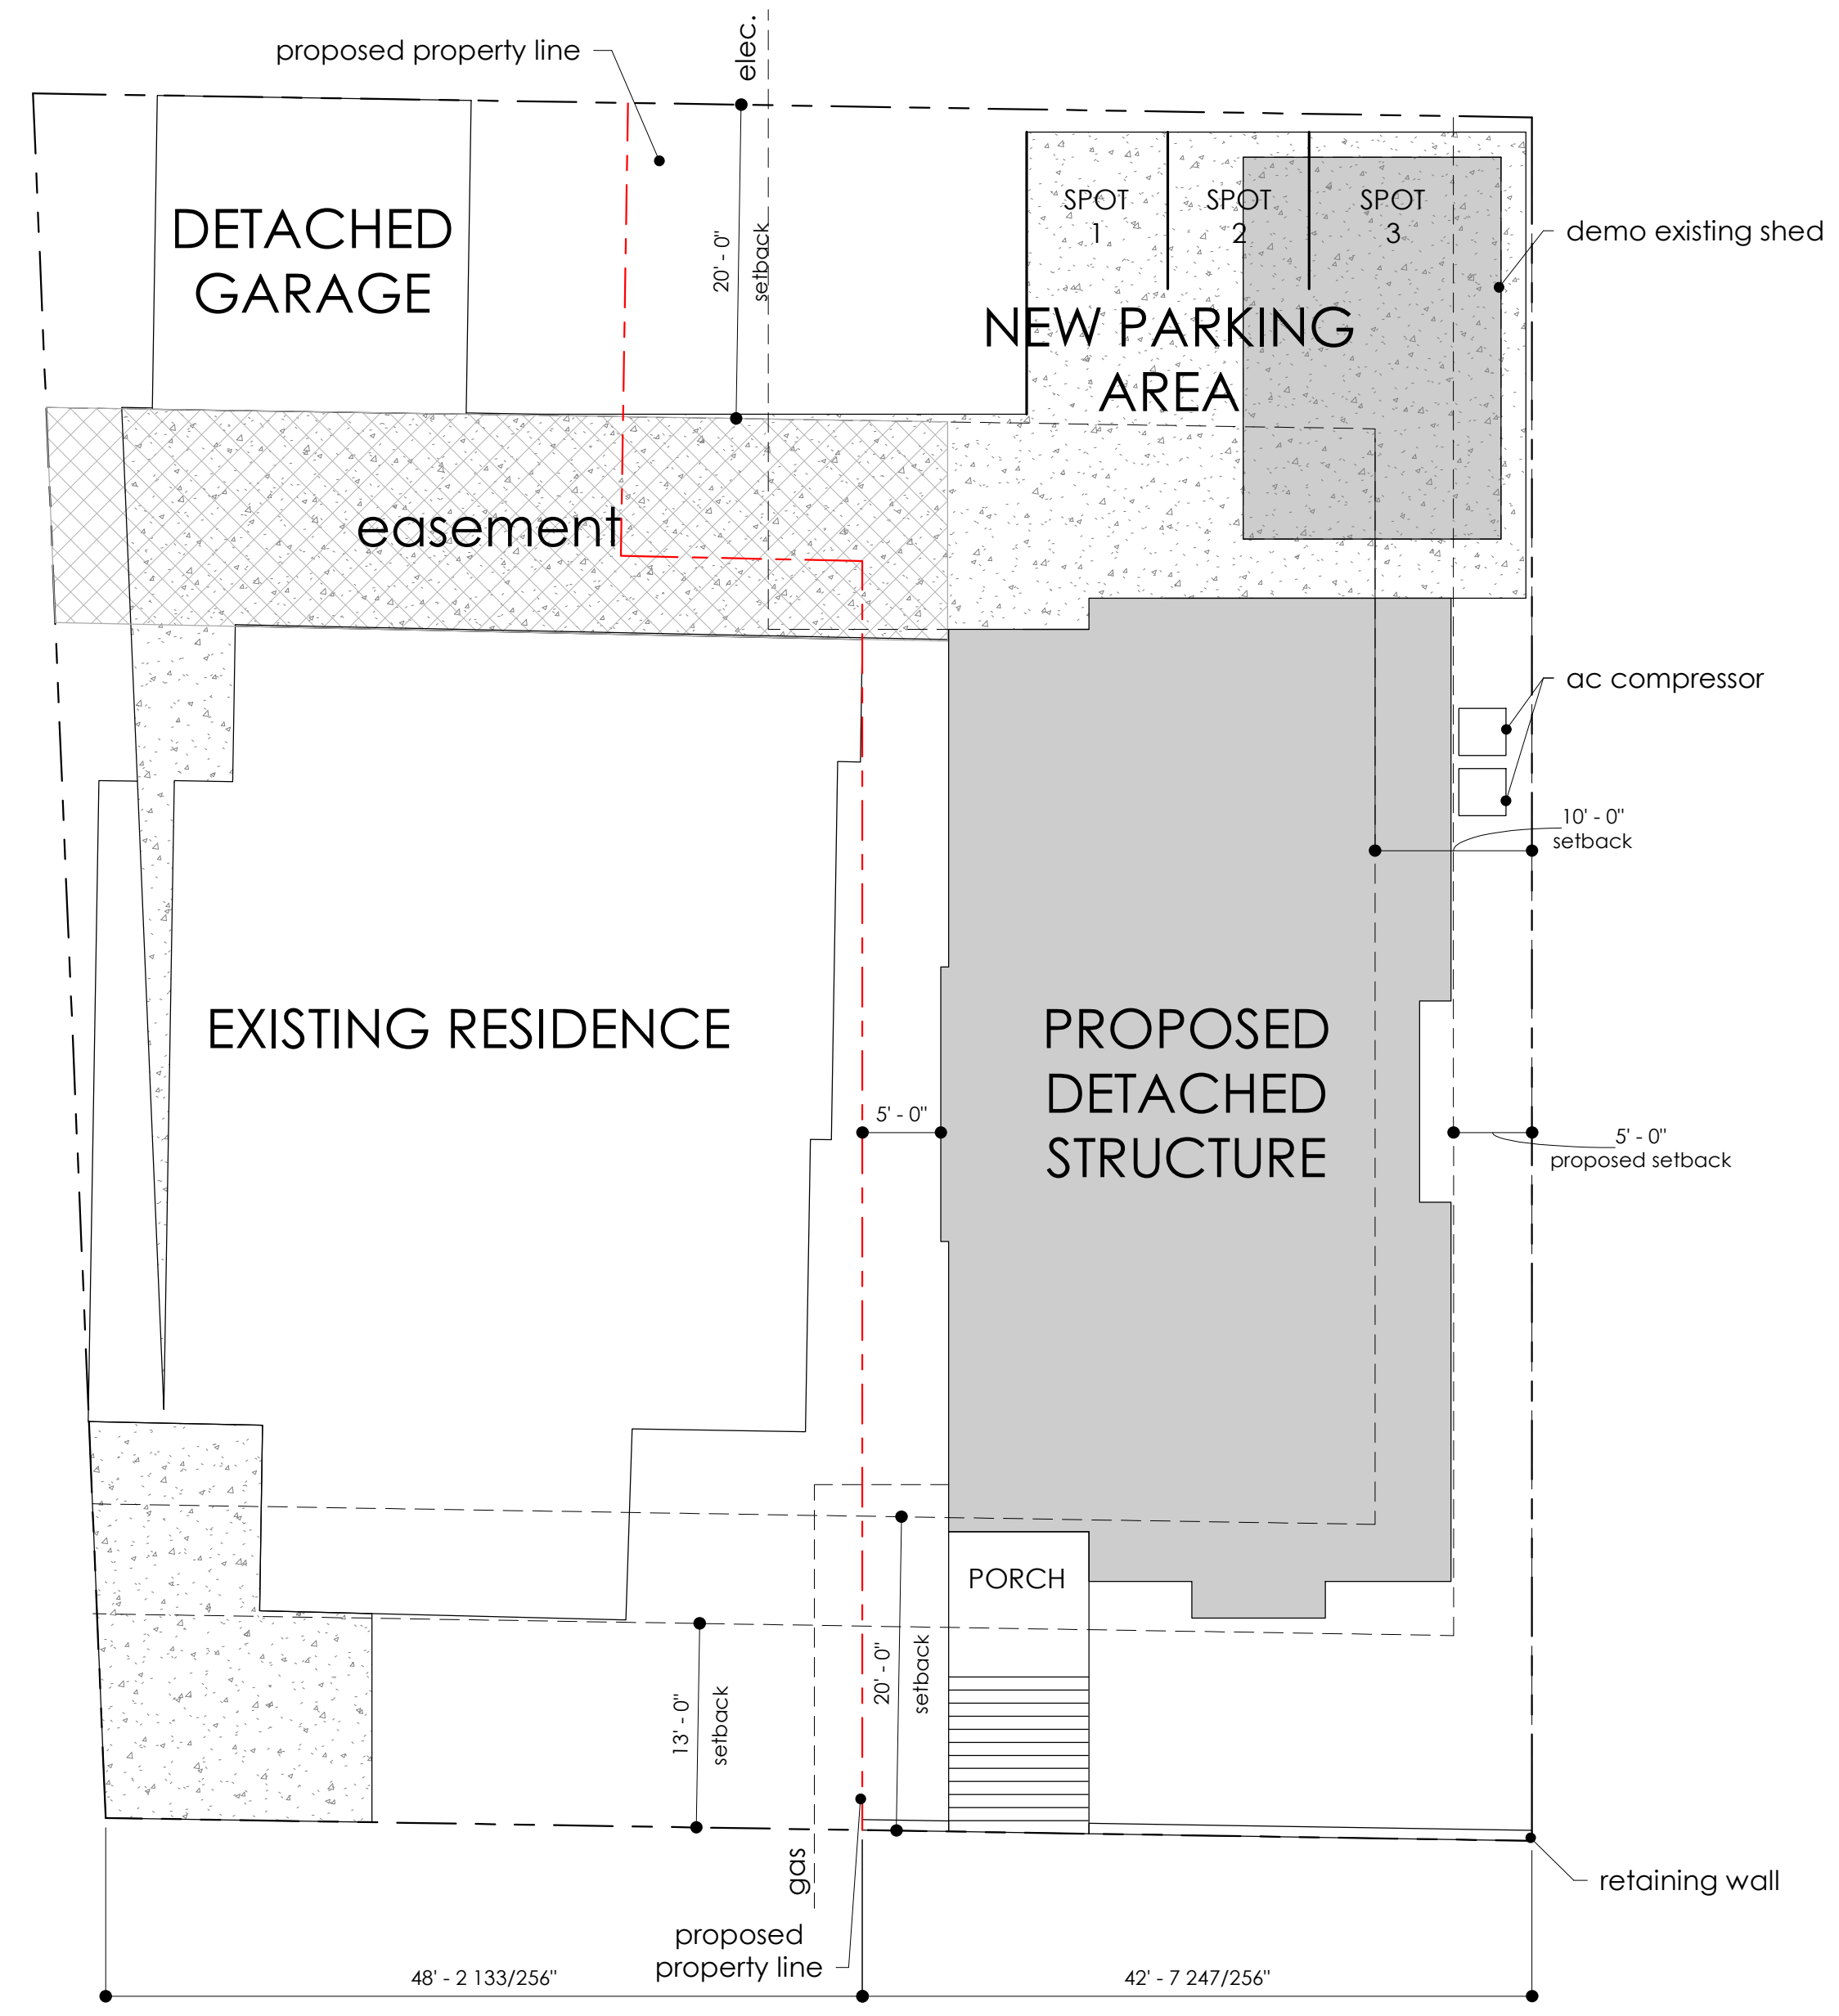 elec.
proposed property line
DETACHED
GARAGE
20' - 0"
setback
SPOT
1
SPOT
2
SPOT
3
demo existing shed
NEW PARKING
AREA
easement
ac compressor
10' - 0"
setback
EXISTING RESIDENCE
PROPOSED
DETACHED
STRUCTURE
5' - 0"
5' - 0"
proposed setback
PORCH
20' - 0"
setback
13' - 0"
setback
gas
retaining wall
proposed
property line
48' - 2 133/256"
42' - 7 247/256"